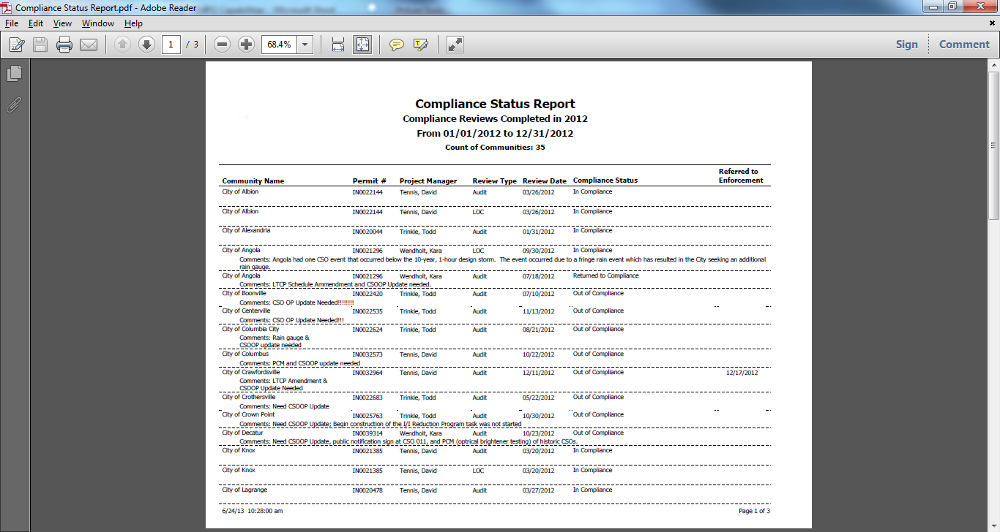 Compliance Status Report.pdf - Adobe Reader
File Edit View Window Help
1 / 3 68.4% Sign Comment
Compliance Status Report
Compliance Reviews Completed in 2012
From 01/01/2012 to 12/31/2012
Count of Communities: 35
Community Name Permit # Project Manager Review Type Review Date Compliance Status Referred to Enforcement
City of Albion IN0022144 Tennis, David Audit 03/26/2012 In Compliance
City of Albion IN0022144 Tennis, David LOC 03/26/2012 In Compliance
City of Alexandria IN0020044 Trinkle, Todd Audit 01/31/2012 In Compliance
City of Angola IN0021296 Wendholt, Kara LOC 09/30/2012 In Compliance
Comments: Angola had one CSO event that occurred below the 10-year, 1-hour design storm. The event occurred due to a fringe rain event which has resulted in the City seeking an additional
rain gauge.
City of Angola IN0021296 Wendholt, Kara Audit 07/18/2012 Returned to Compliance
Comments: LTCP Schedule Ammendment and CSOOP Update needed.
City of Boonville IN0022420 Trinkle, Todd Audit 07/10/2012 Out of Compliance
Comments: CSO OP Update Needed!!!!!!!!
City of Centerville IN0022535 Trinkle, Todd Audit 11/13/2012 Out of Compliance
Comments: CSO OP Update Needed!!!
City of Columbia City IN0022624 Trinkle, Todd Audit 08/21/2012 Out of Compliance
Comments: Rain gauge &
CSOOP update needed
City of Columbus IN0032573 Tennis, David Audit 10/22/2012 Out of Compliance
Comments: PCM and CSOOP update needed
City of Crawfordsville IN0032964 Tennis, David Audit 12/11/2012 Out of Compliance 12/17/2012
Comments: LTCP Amendment &
CSOOP Update Needed
City of Crothersville IN0022683 Trinkle, Todd Audit 05/22/2012 Out of Compliance
Comments: Need CSOOP Update
City of Crown Point IN0025763 Trinkle, Todd Audit 10/30/2012 Out of Compliance
Comments: Need CSOOP Update; Begin construction of the I/I Reduction Program task was not started
City of Decatur IN0039314 Wendholt, Kara Audit 10/23/2012 Out of Compliance
Comments: Need CSOOP Update, public notification sign at CSO 011, and PCM (optrical brightener testing) of historic CSOs.
City of Knox IN0021385 Tennis, David Audit 03/20/2012 In Compliance
City of Knox IN0021385 Tennis, David LOC 03/20/2012 In Compliance
City of Lagrange IN0020478 Tennis, David Audit 03/27/2012 In Compliance
6/24/13 10:28:00 am Page 1 of 3